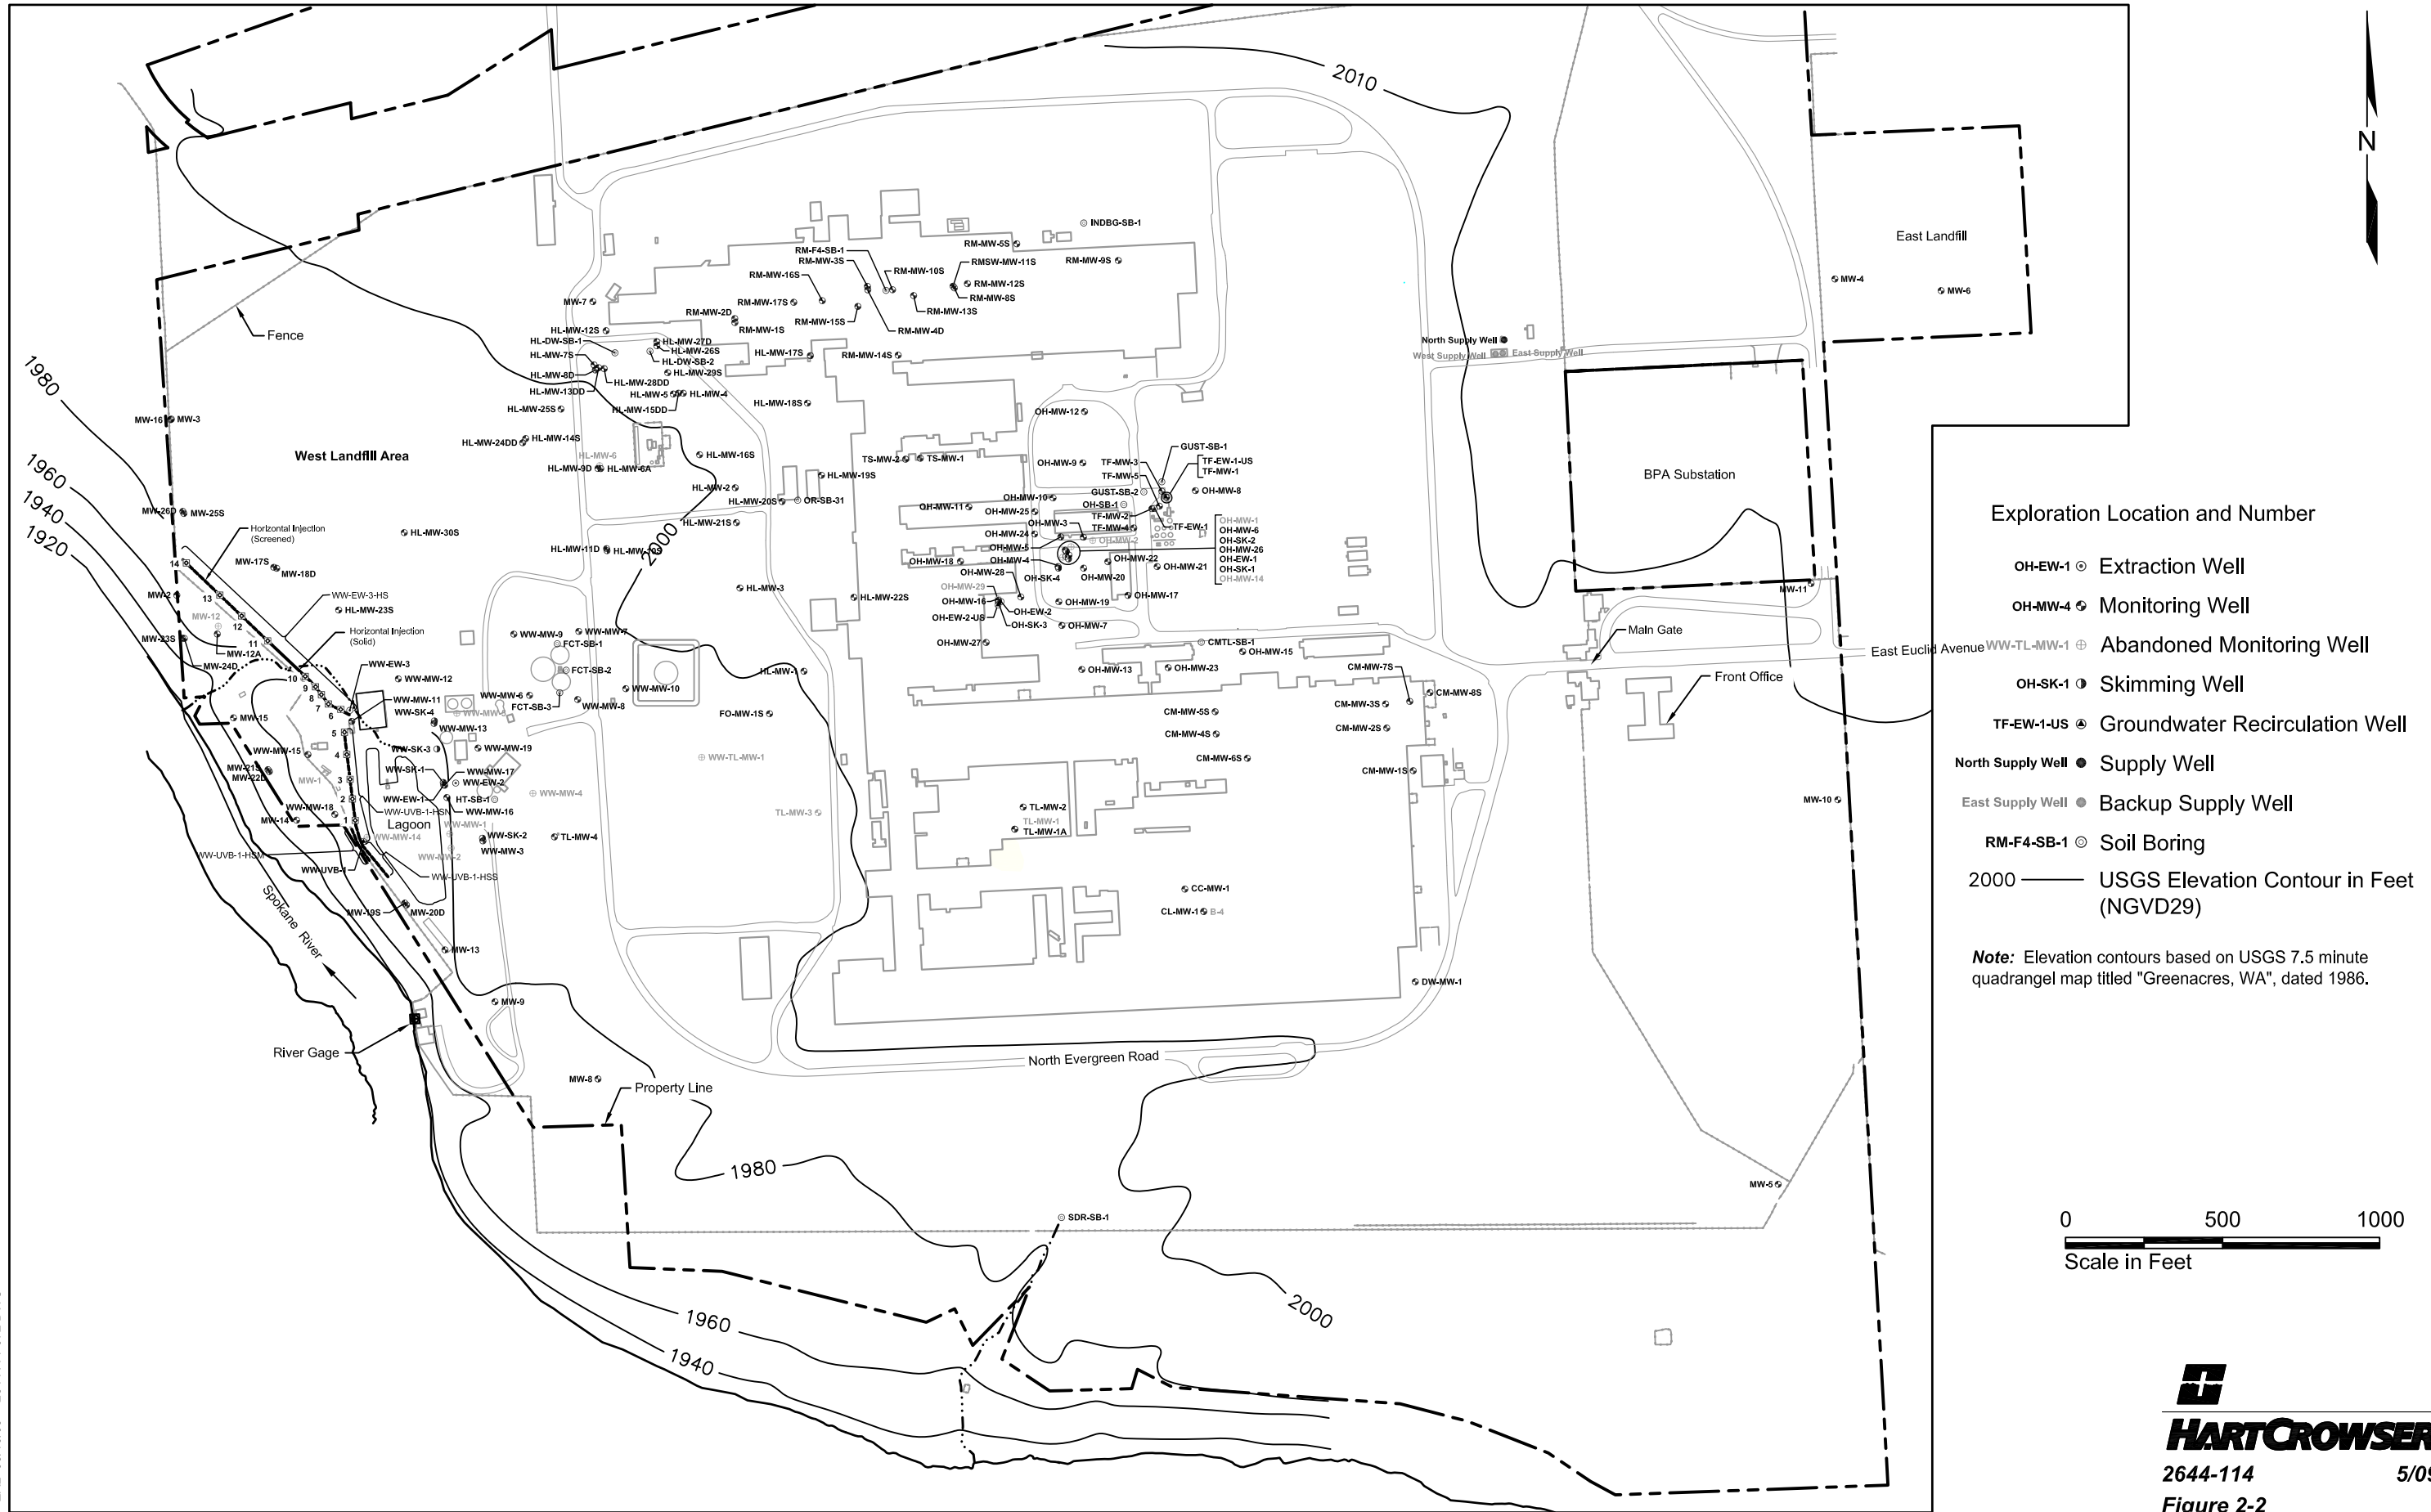 2010
N
INDBG-SB-1
East Landfill
RM-MW-5S
RM-F4-SB-1
RM-MW-3S
RMSW-MW-11S
RM-MW-9S
RM-MW-10S
RM-MW-16S
MW-4
RM-MW-12S
MW-6
RM-MW-8S
MW-7
RM-MW-17S
RM-MW-13S
RM-MW-2D
RM-MW-15S
RM-MW-1S
RM-MW-4D
HL-MW-12S
Fence
HL-DW-SB-1
HL-MW-27D
North Supply Well
HL-MW-26S
HL-MW-7S
HL-MW-17S
RM-MW-14S
West Supply Well
East Supply Well
HL-DW-SB-2
HL-MW-8D
HL-MW-29S
1980
HL-MW-28DD
HL-MW-13DD
HL-MW-5
HL-MW-4
HL-MW-25S
HL-MW-15DD
HL-MW-18S
OH-MW-12
MW-16
MW-3
HL-MW-14S
HL-MW-24DD
GUST-SB-1
West Landfill Area
HL-MW-6
HL-MW-16S
TS-MW-2
TS-MW-1
OH-MW-9
TF-MW-3
TF-EW-1-US
TF-MW-1
1960
HL-MW-9D
HL-MW-6A
HL-MW-19S
TF-MW-5
BPA Substation
HL-MW-2
GUST-SB-2
OH-MW-8
1940
HL-MW-20S
OR-SB-31
OH-MW-10
OH-SB-1
OH-MW-11
OH-MW-25
MW-26D
MW-25S
TF-MW-2
Exploration Location and Number
HL-MW-21S
OH-MW-3
TF-MW-4
TF-EW-1
OH-MW-1
OH-MW-6
OH-SK-2
OH-MW-26
OH-EW-1
OH-SK-1
OH-MW-14
1920
Horizontal Injection
(Screened)
HL-MW-30S
OH-MW-24
OH-MW-2
HL-MW-11D
HL-MW-10S
2000
OH-MW-5
OH-MW-4
OH-MW-18
OH-MW-22
OH-MW-21
14
MW-17S
MW-18D
OH-MW-28
OH-SK-4
OH-MW-20
OH-EW-1
Extraction Well
HL-MW-3
OH-MW-29
MW-11
MW-2
13
WW-EW-3-HS
HL-MW-22S
OH-MW-16
OH-MW-19
OH-MW-17
OH-MW-4
Monitoring Well
HL-MW-23S
OH-EW-2
OH-EW-2-US
MW-12
12
Horizontal Injection
(Solid)
OH-SK-3
OH-MW-7
Main Gate
MW-23S
11
WW-MW-9
WW-MW-7
FCT-SB-1
OH-MW-27
CMTL-SB-1
OH-MW-15
East Euclid Avenue
WW-TL-MW-1
Abandoned Monitoring Well
MW-12A
MW-24D
WW-EW-3
FCT-SB-2
HL-MW-1
OH-MW-13
OH-MW-23
CM-MW-7S
Front Office
10
WW-MW-12
OH-SK-1
Skimming Well
9
WW-MW-11
WW-MW-6
WW-MW-10
CM-MW-8S
8
FCT-SB-3
WW-MW-8
CM-MW-3S
7
6
WW-SK-4
FO-MW-1S
CM-MW-5S
MW-15
WW-MW-13
CM-MW-2S
TF-EW-1-US
Groundwater Recirculation Well
5
CM-MW-4S
WW-MW-15
4
WW-SK-3
WW-MW-19
WW-TL-MW-1
CM-MW-6S
North Supply Well
Supply Well
MW-21S
MW-22D
WW-SK-1
WW-MW-17
CM-MW-1S
MW-1
3
WW-EW-2
WW-MW-4
East Supply Well
Backup Supply Well
2
WW-EW-1
HT-SB-1
MW-10
WW-MW-18
WW-UVB-1-HSN
WW-MW-16
TL-MW-3
TL-MW-2
MW-14
1
Lagoon
WW-MW-1
TL-MW-1
TL-MW-1A
WW-MW-14
WW-SK-2
TL-MW-4
RM-F4-SB-1
Soil Boring
WW-UVB-1-HSM
WW-MW-2
WW-MW-3
WW-UVB-1
WW-UVB-1-HSS
2000
USGS Elevation Contour in Feet
(NGVD29)
CC-MW-1
MW-19S
MW-20D
CL-MW-1
B-4
Spokane River
MW-13
Note: Elevation contours based on USGS 7.5 minute
quadrangel map titled "Greenacres, WA", dated 1986.
DW-MW-1
MW-9
River Gage
North Evergreen Road
MW-8
Property Line
1980
MW-5
SDR-SB-1
0 500 1000
Scale in Feet
2000
1960
1940
HARTCROWSER
2644-114 5/09
Figure 2-2